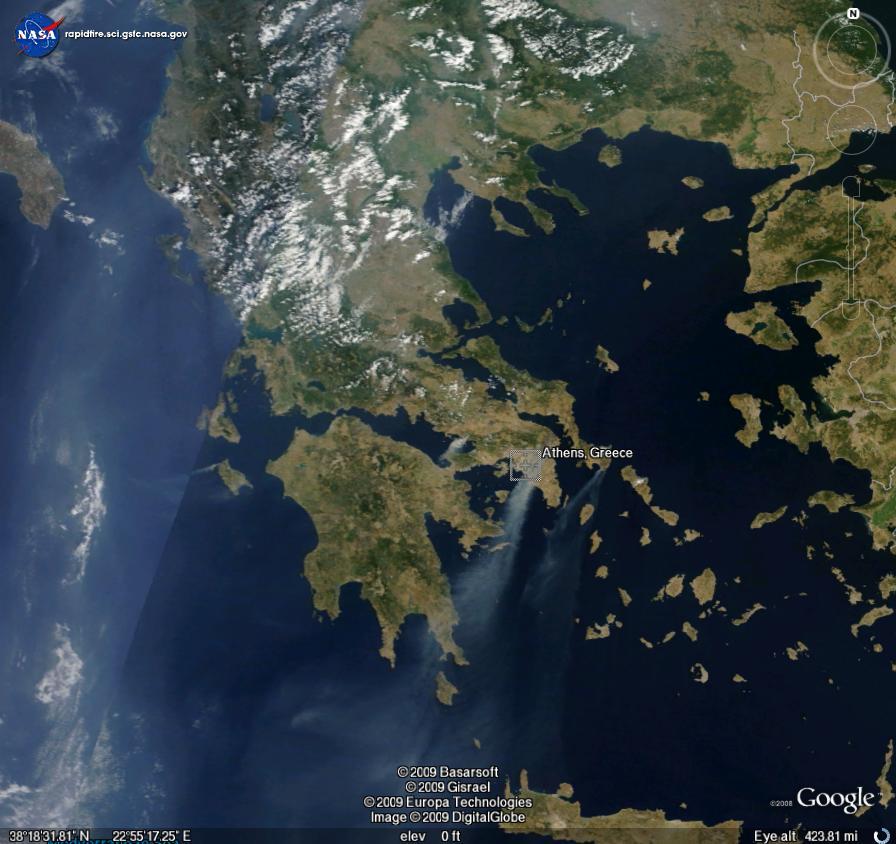 NASA rapidfire.sci.gsfc.nasa.gov
N
Athens, Greece
© 2009 Basarsoft
© 2009 Gisrael
© 2009 Europa Technologies
Image © 2009 DigitalGlobe
©2008 Google
38°18'31.81" N 22°55'17.25" E elev 0 ft Eye alt 423.81 mi